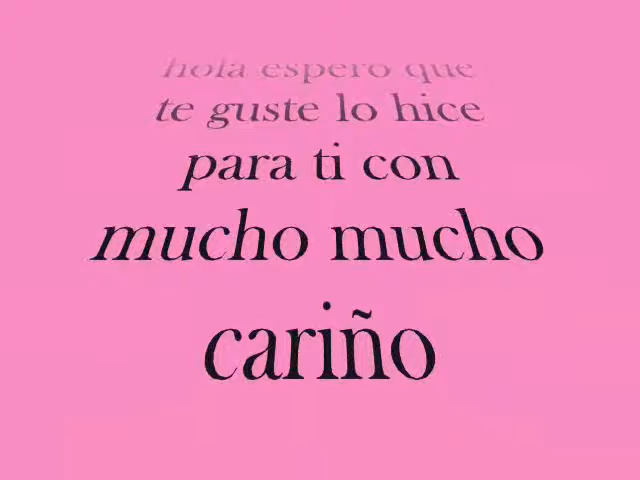 hola espero que
te guste lo hice
para ti con
mucho mucho
cariño